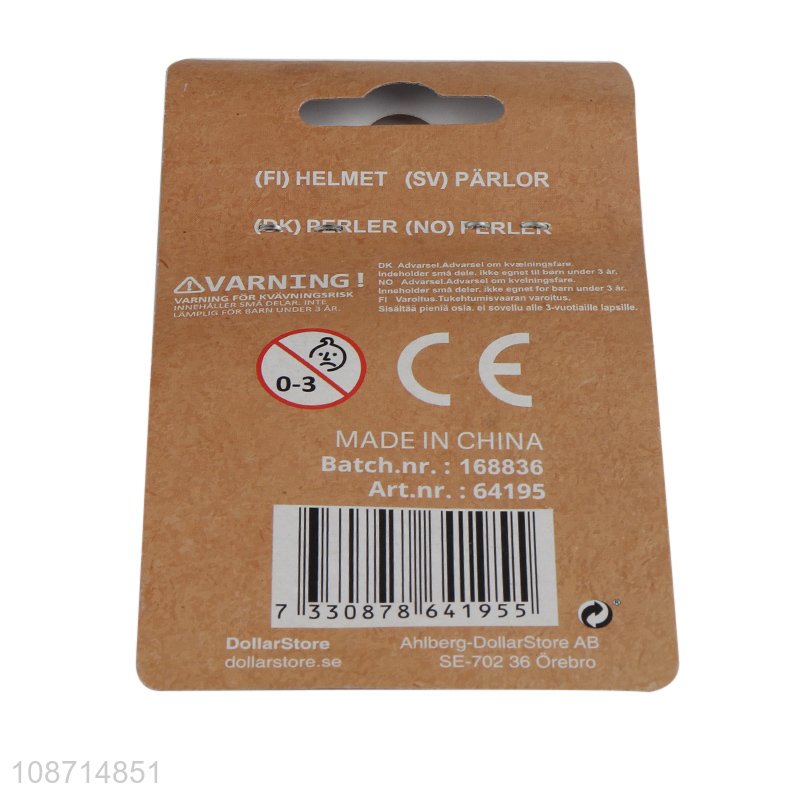 (FI) HELMET (SV) PÄRLOR
(DK) PERLER (NO) PERLER
⚠VARNING!
VARNING FÖR KVÄVNINGSRISK
INNEHÅLLER SMÅ DELAR. INTE
LÄMPLIG FÖR BARN UNDER 3 ÅR.
DK Advarsel.Advarsel om kvælningsfare.
Indeholder små dele. ikke egnet til barn under 3 år.
NO Advarsel.Advarsel om kvelningsfare.
Inneholder små deler. ikke egnet for barn under 3 år.
FI Varoitus.Tukehtumisvaaran varoitus.
Sisältää pieniä osia. ei sovellu alle 3-vuotiaille lapsille.
0-3
CE
MADE IN CHINA
Batch.nr. : 168836
Art.nr. : 64195
7 330878 641955
®
DollarStore
dollarstore.se
Ahlberg-DollarStore AB
SE-702 36 Örebro
108714851